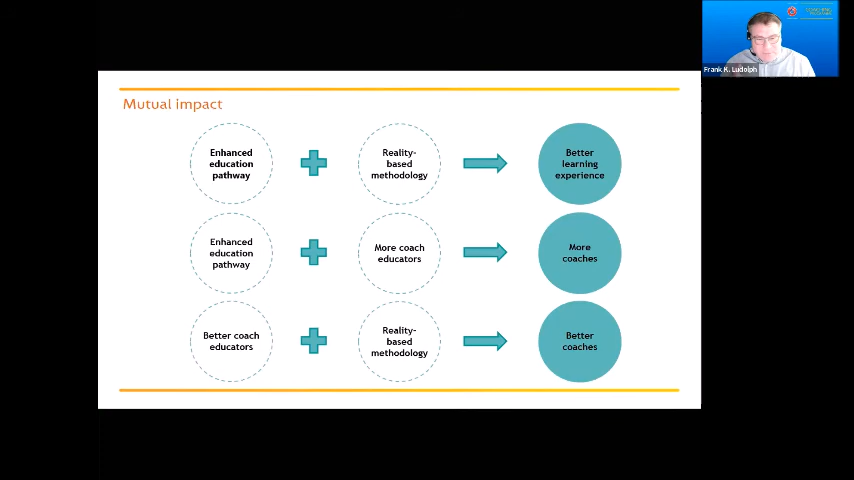 Frank K. Ludolph
Mutual impact
Enhanced
education
pathway
Reality-
based
methodology
Better
learning
experience
Enhanced
education
pathway
More coach
educators
More
coaches
Better coach
educators
Reality-
based
methodology
Better
coaches